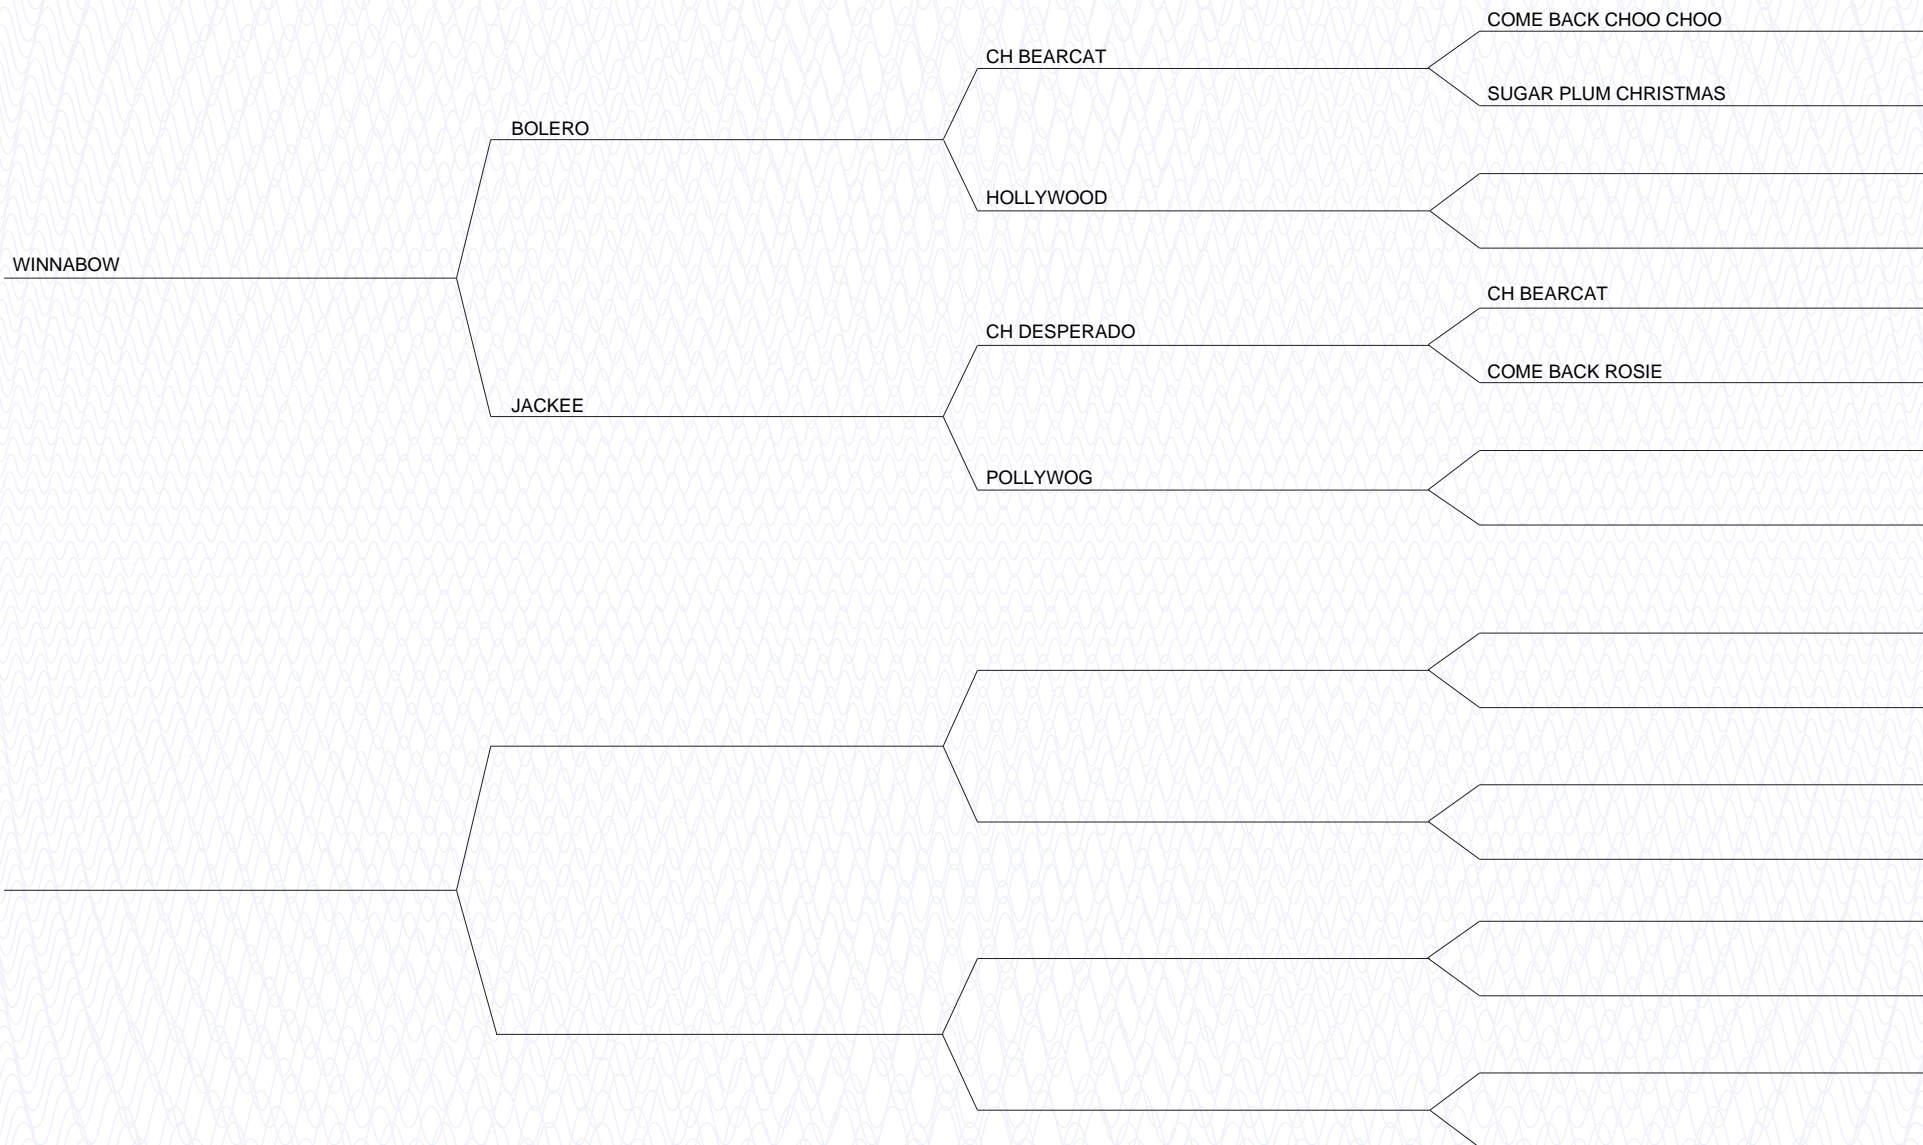 COME BACK CHOO CHOO
CH BEARCAT
SUGAR PLUM CHRISTMAS
BOLERO
HOLLYWOOD
WINNABOW
CH BEARCAT
CH DESPERADO
COME BACK ROSIE
JACKEE
POLLYWOG